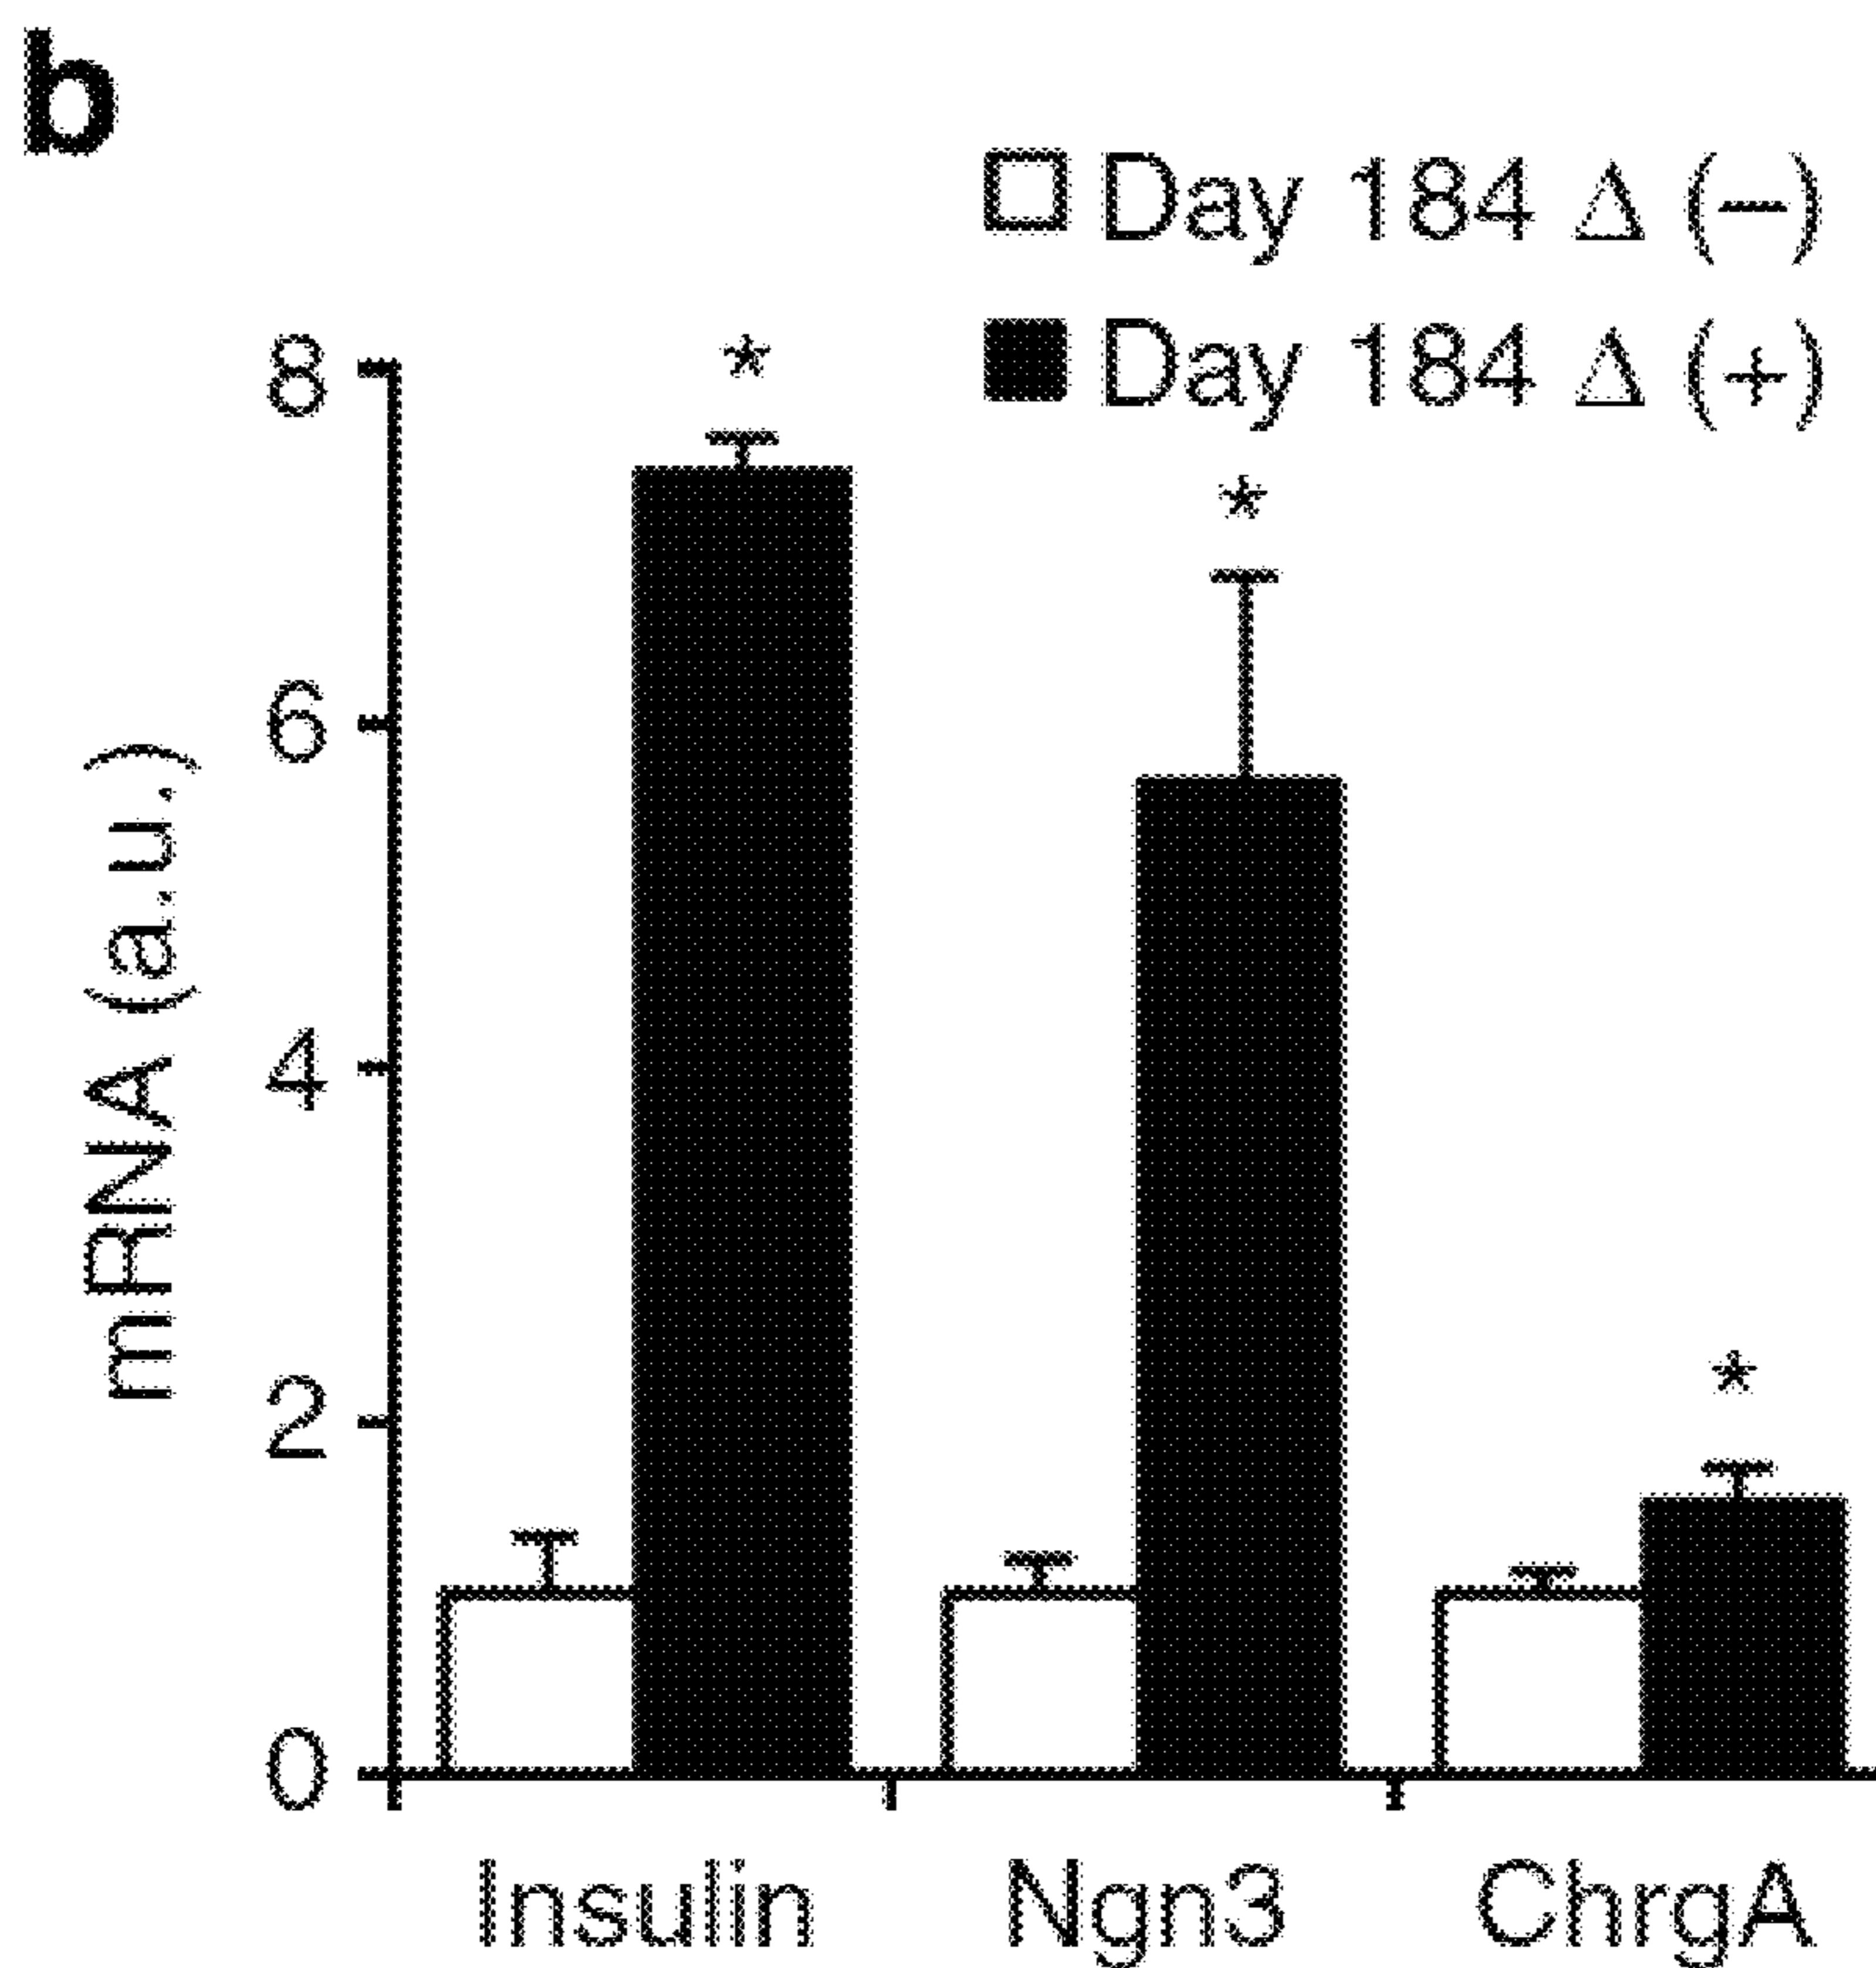 b
Day 184 Δ (−)
Day 184 Δ (+)
*
*
*
8
6
4
2
0
mRNA (a.u.)
Insulin
Ngn3
ChrgA